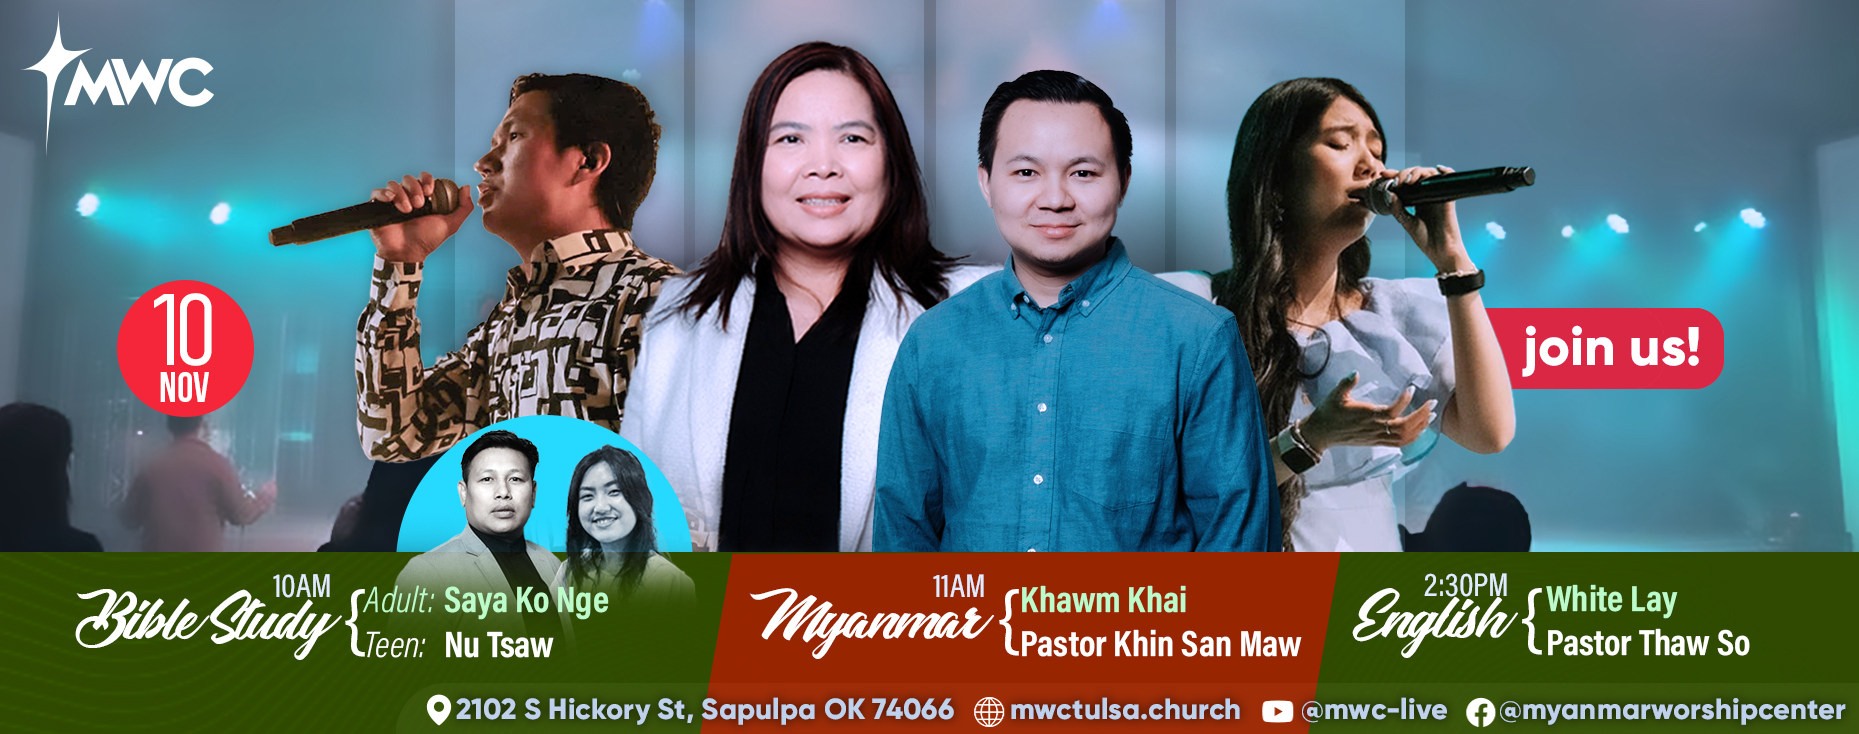 MWC
10
NOV
join us!
Bible Study
10AM
Adult: Saya Ko Nge
Teen: Nu Tsaw
Myanmar
11AM
Khawm Khai
Pastor Khin San Maw
English
2:30PM
White Lay
Pastor Thaw So
2102 S Hickory St, Sapulpa OK 74066 mwctulsa.church @mwc-live @myanmarworshipcenter